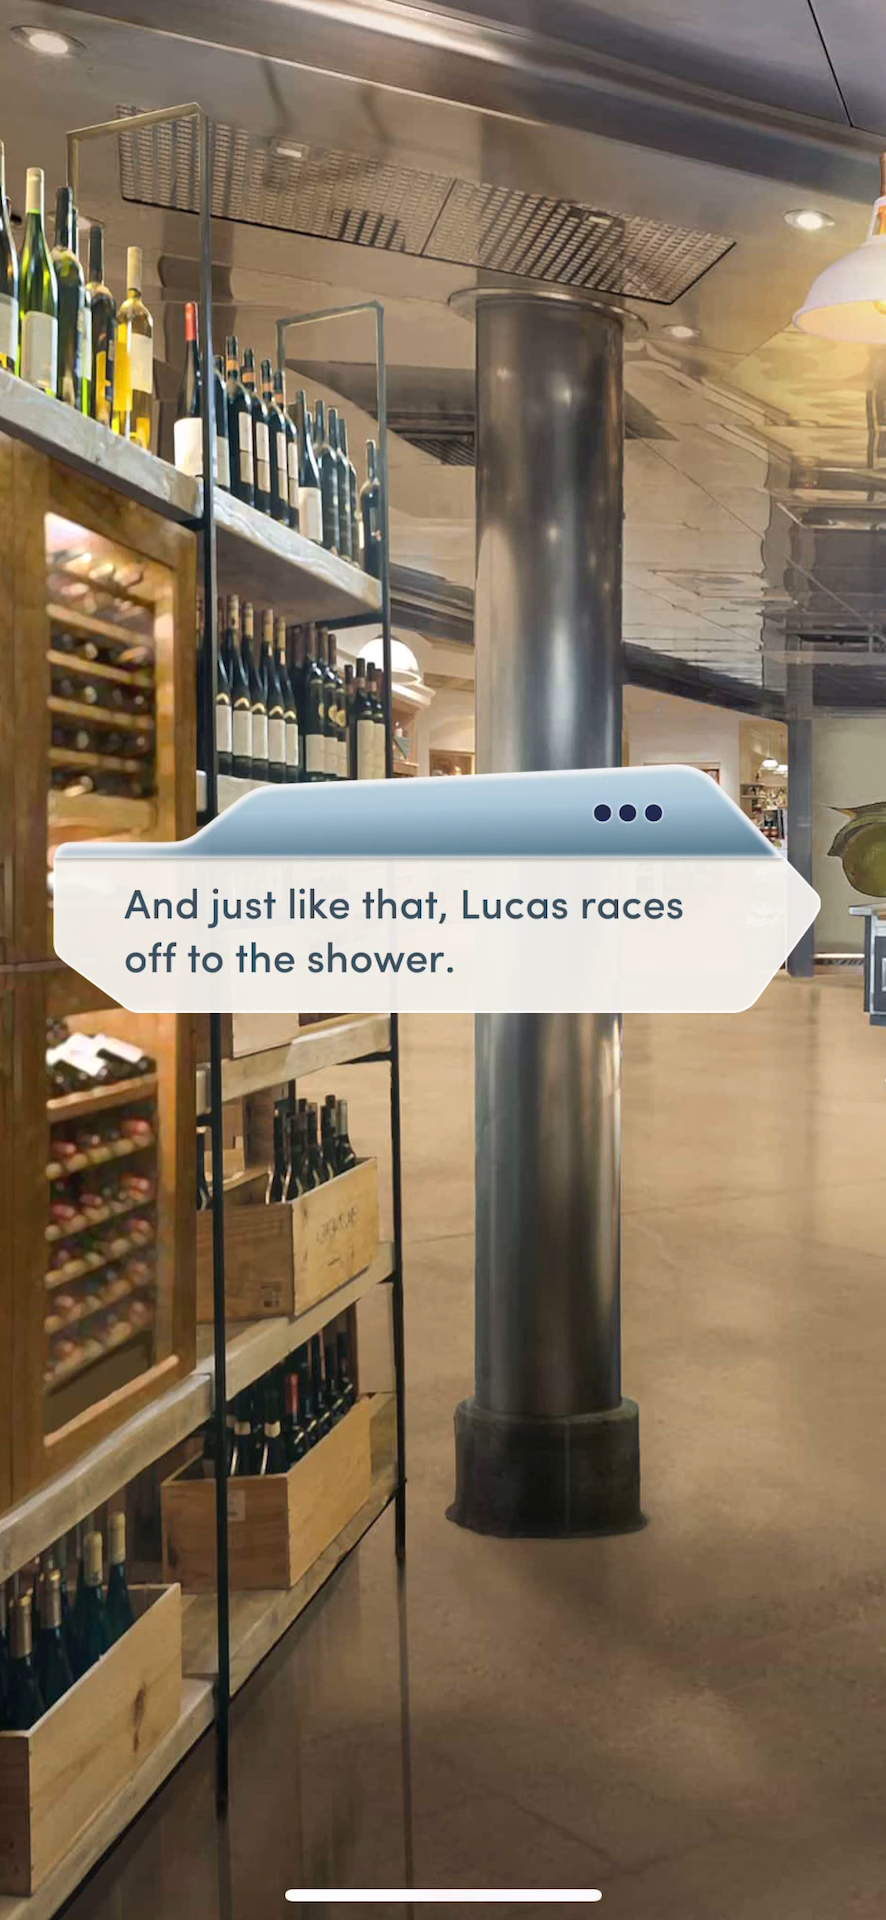 And just like that, Lucas races
off to the shower.